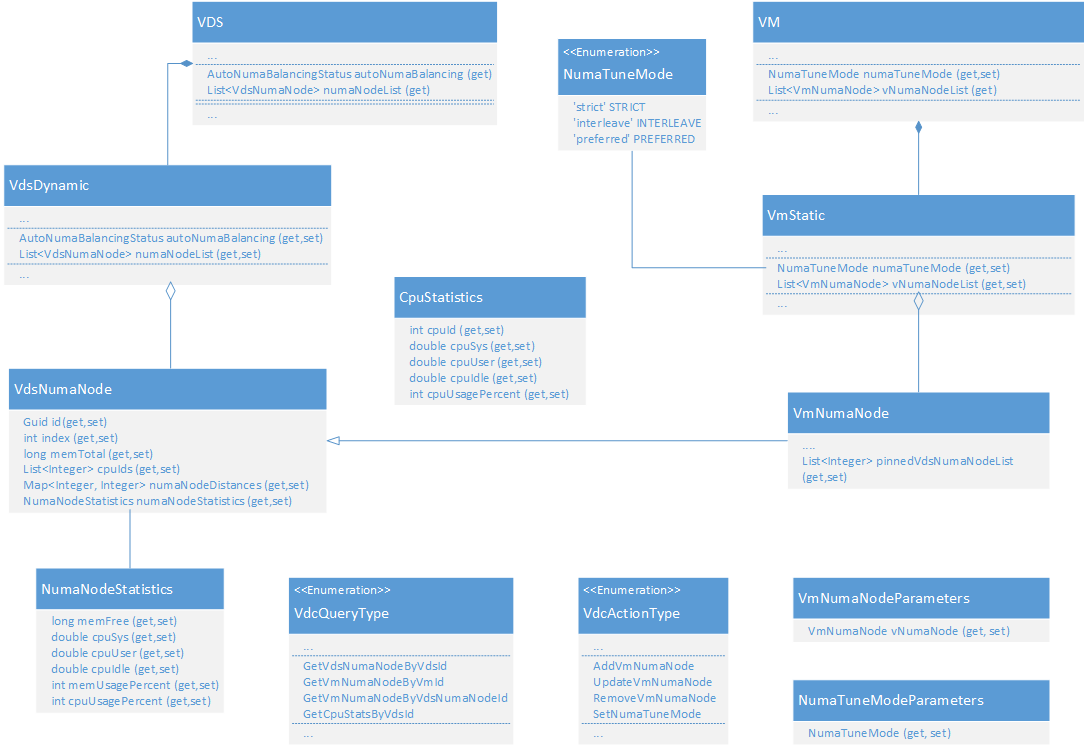 VDS
...
AutoNumaBalancingStatus autoNumaBalancing (get)
List<VdsNumaNode> numaNodeList (get)
...
<<Enumeration>>
NumaTuneMode
'strict' STRICT
'interleave' INTERLEAVE
'preferred' PREFERRED
VM
...
NumaTuneMode numaTuneMode (get,set)
List<VmNumaNode> vNumaNodeList (get)
...
VdsDynamic
...
AutoNumaBalancingStatus autoNumaBalancing (get,set)
List<VdsNumaNode> numaNodeList (get,set)
...
VmStatic
...
NumaTuneMode numaTuneMode (get,set)
List<VmNumaNode> vNumaNodeList (get,set)
...
CpuStatistics
int cpuId (get,set)
double cpuSys (get,set)
double cpuUser (get,set)
double cpuIdle (get,set)
int cpuUsagePercent (get,set)
VdsNumaNode
Guid id(get,set)
int index (get,set)
long memTotal (get,set)
List<Integer> cpuIds (get,set)
Map<Integer, Integer> numaNodeDistances (get,set)
NumaNodeStatistics numaNodeStatistics (get,set)
VmNumaNode
....
List<Integer> pinnedVdsNumaNodeList
(get,set)
NumaNodeStatistics
long memFree (get,set)
double cpuSys (get,set)
double cpuUser (get,set)
double cpuIdle (get,set)
int memUsagePercent (get,set)
int cpuUsagePercent (get,set)
<<Enumeration>>
VdcQueryType
...
GetVdsNumaNodeByVdsId
GetVmNumaNodeByVmId
GetVmNumaNodeByVdsNumaNodeId
GetCpuStatsByVdsId
...
<<Enumeration>>
VdcActionType
...
AddVmNumaNode
UpdateVmNumaNode
RemoveVmNumaNode
SetNumaTuneMode
...
VmNumaNodeParameters
VmNumaNode vNumaNode (get, set)
NumaTuneModeParameters
NumaTuneMode (get, set)